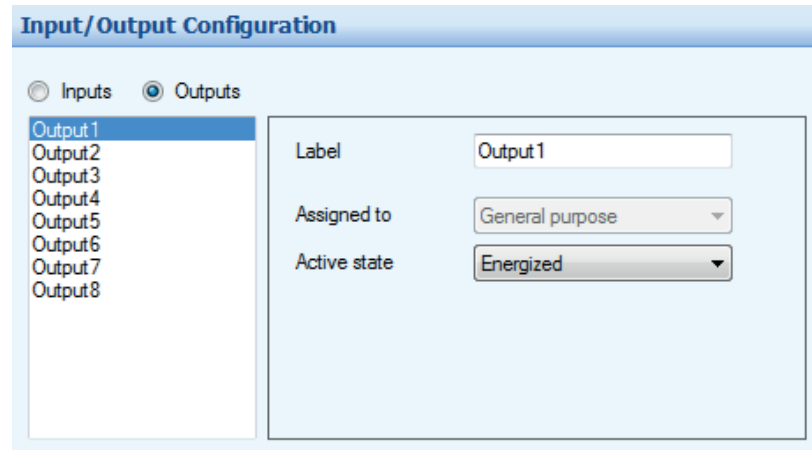 Input/Output Configuration
Inputs Outputs
Output1
Output2
Output3
Output4
Output5
Output6
Output7
Output8
Label Output1
Assigned to General purpose
Active state Energized